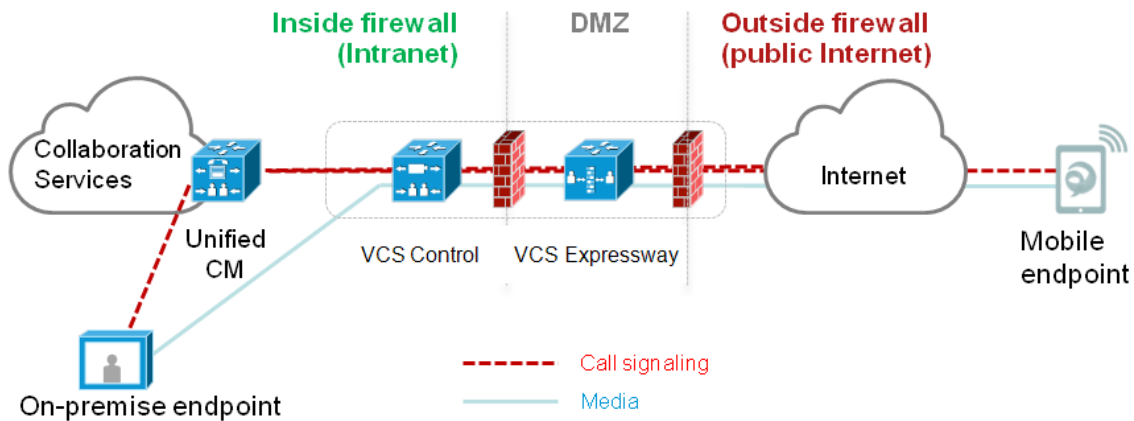 Inside firewall
(Intranet)
DMZ
Outside firewall
(public Internet)
Collaboration
Services
Unified
CM
VCS Control
VCS Expressway
Internet
Mobile
endpoint
On-premise endpoint
Call signaling
Media